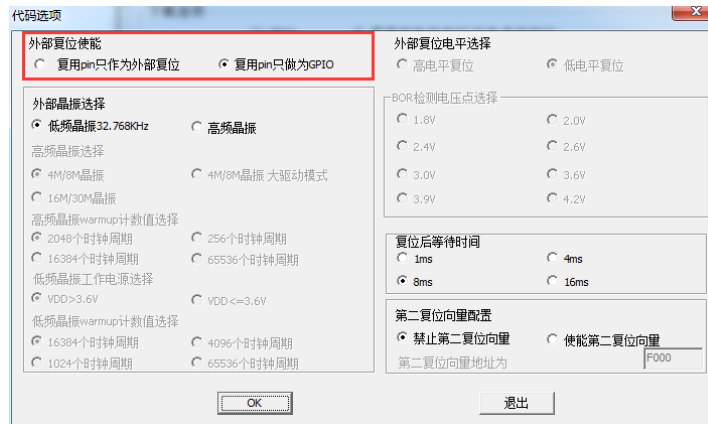 代码选项
外部复位使能
复用pin只作为外部复位 复用pin只做为GPIO
外部晶振选择
低频晶振32.768KHz 高频晶振
高频晶振选择
4M/8M晶振 4M/8M晶振 大驱动模式
16M/30M晶振
高频晶振warmup计数值选择
2048个时钟周期 256个时钟周期
16384个时钟周期 65536个时钟周期
低频晶振工作电源选择
VDD>3.6V VDD<=3.6V
低频晶振warmup计数值选择
16384个时钟周期 4096个时钟周期
1024个时钟周期 65536个时钟周期
外部复位电平选择
高电平复位 低电平复位
BOR检测电压点选择
1.8V 2.0V
2.4V 2.6V
3.0V 3.6V
3.9V 4.2V
复位后等待时间
1ms 4ms
8ms 16ms
第二复位向量配置
禁止第二复位向量 使能第二复位向量
第二复位向量地址为 F000
OK 退出